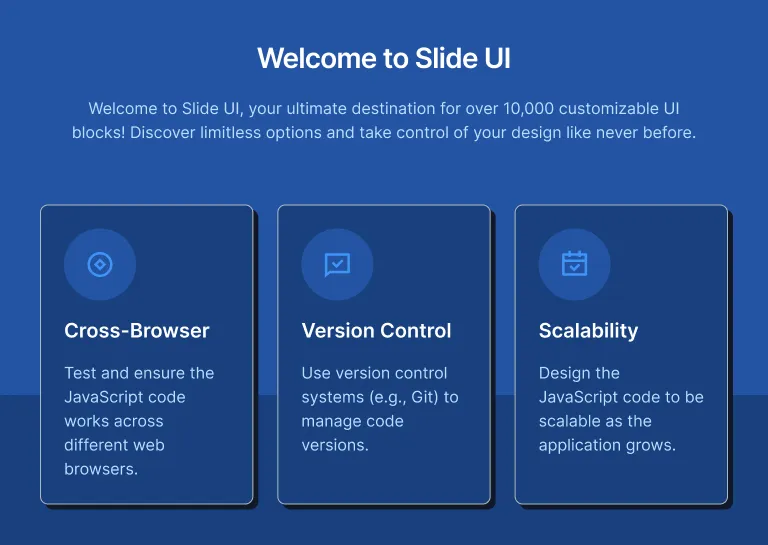 Welcome to Slide UI
Welcome to Slide UI, your ultimate destination for over 10,000 customizable UI
blocks! Discover limitless options and take control of your design like never before.
Cross-Browser
Test and ensure the
JavaScript code
works across
different web
browsers.
Version Control
Use version control
systems (e.g., Git) to
manage code
versions.
Scalability
Design the
JavaScript code to be
scalable as the
application grows.